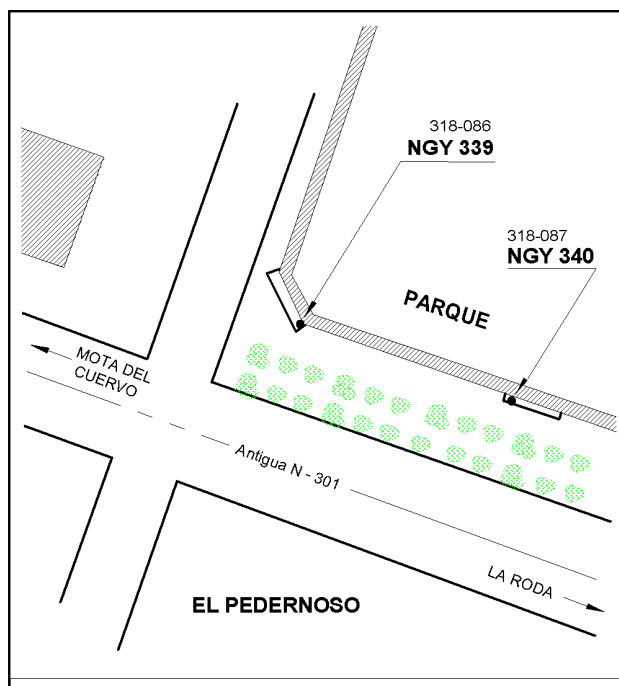 318-086
NGY 339
318-087
NGY 340
PARQUE
MOTA DEL
CUERVO
Antigua N - 301
LA RODA
EL PEDERNOSO